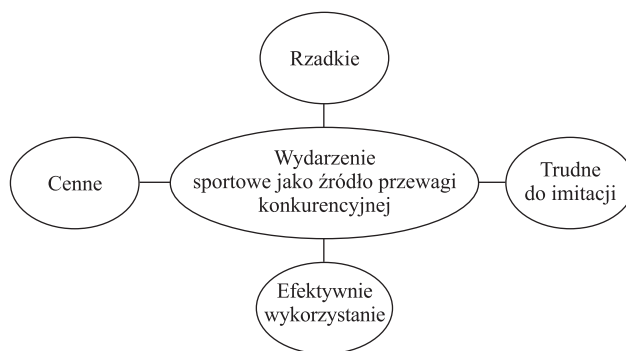 Rzadkie
Cenne
Wydarzenie
sportowe jako źródło przewagi
konkurencyjnej
Trudne
do imitacji
Efektywnie
wykorzystanie